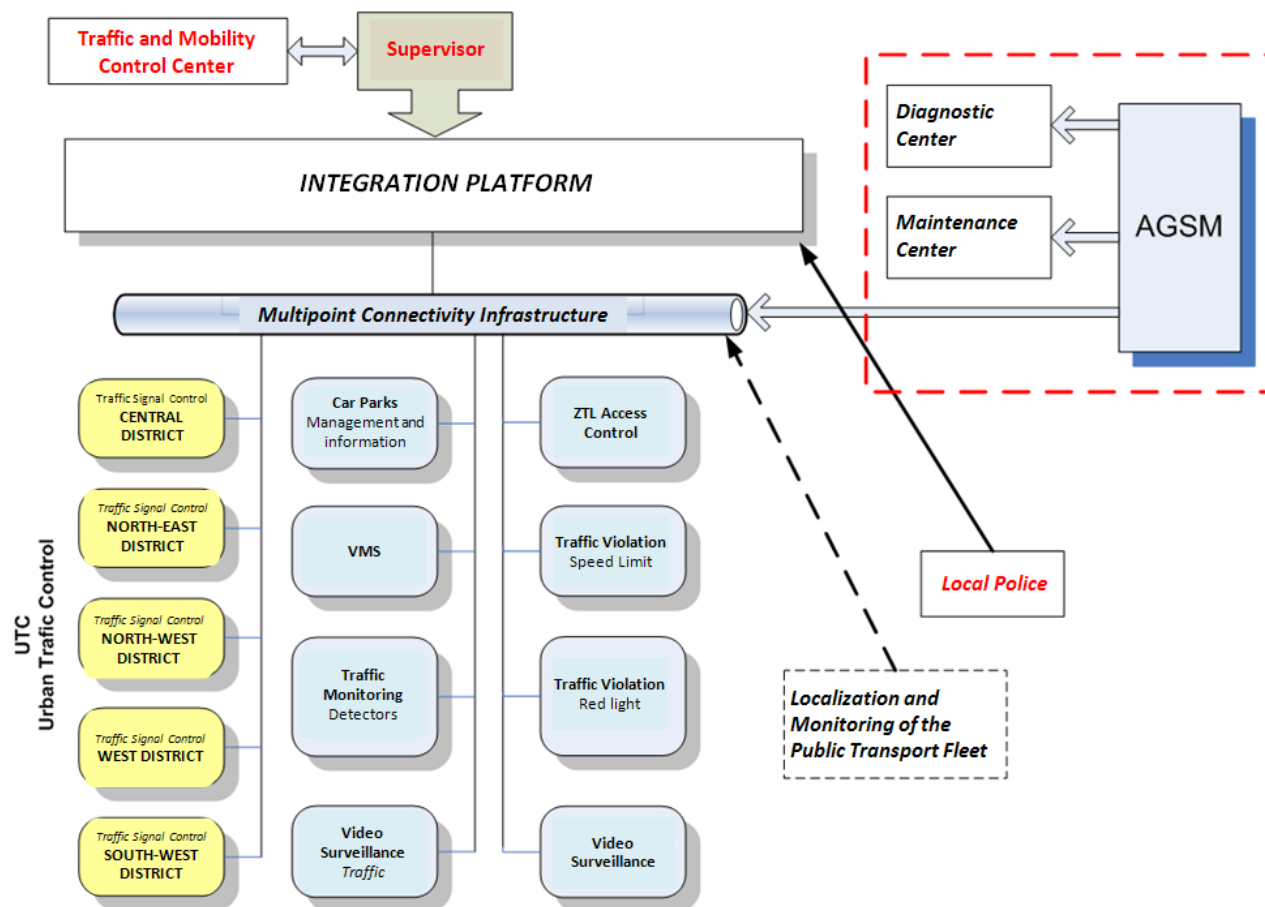 Traffic and Mobility
Control Center
Supervisor
INTEGRATION PLATFORM
Diagnostic
Center
Maintenance
Center
AGSM
Multipoint Connectivity Infrastructure
UTC
Urban Trafic Control
Traffic Signal Control
CENTRAL
DISTRICT
Traffic Signal Control
NORTH-EAST
DISTRICT
Traffic Signal Control
NORTH-WEST
DISTRICT
Traffic Signal Control
WEST DISTRICT
Traffic Signal Control
SOUTH-WEST
DISTRICT
Car Parks
Management and
information
VMS
Traffic
Monitoring
Detectors
Video
Surveillance
Traffic
ZTL Access
Control
Traffic Violation
Speed Limit
Traffic Violation
Red light
Video
Surveillance
Local Police
Localization and
Monitoring of the
Public Transport Fleet